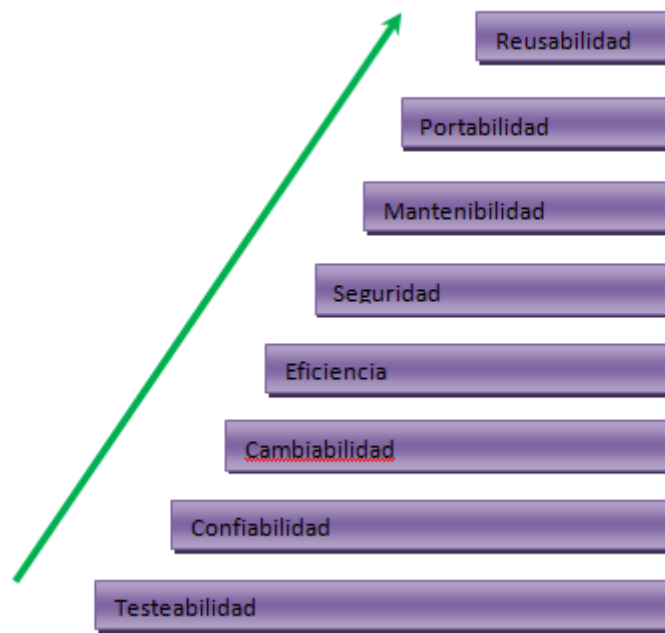 Reusabilidad
Portabilidad
Mantenibilidad
Seguridad
Eficiencia
Cambiabilidad
Confiabilidad
Testeabilidad